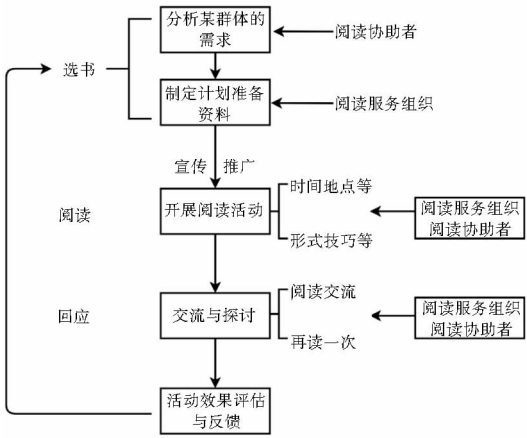 分析某群体的
需求
阅读协助者
选书
制定计划准备
资料
阅读服务组织
宣传 推广
时间地点等
阅读
开展阅读活动
阅读服务组织
阅读协助者
形式技巧等
阅读交流
回应
交流与探讨
阅读服务组织
阅读协助者
再读一次
活动效果评估
与反馈